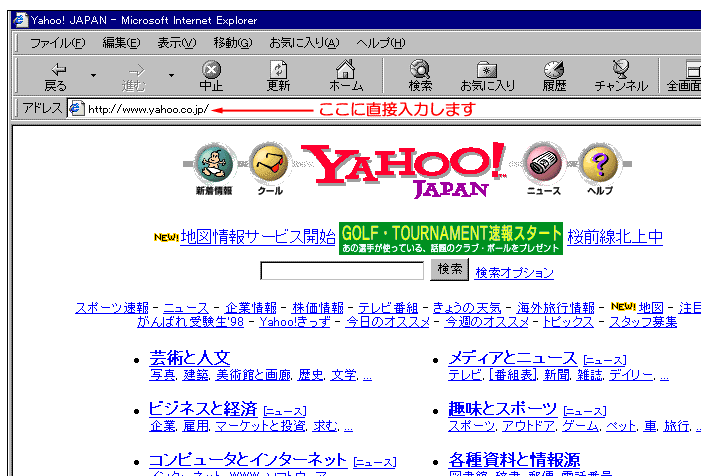 Yahoo! JAPAN - Microsoft Internet Explorer
ファイル(F) 編集(E) 表示(V) 移動(G) お気に入り(A) ヘルプ(H)
戻る 進む 中止 更新 ホーム 検索 お気に入り 履歴 チャンネル 全画面
アドレス http://www.yahoo.co.jp/ ここに直接入力します
新着情報 クール YAHOO! JAPAN ニュース ヘルプ
NEW! 地図情報サービス開始 GOLF・TOURNAMENT速報スタート 桜前線北上中
あの選手が使っている、話題のクラブ・ボールをプレゼント
検索 検索オプション
スポーツ速報 - ニュース - 企業情報 - 株価情報 - テレビ番組 - きょうの天気 - 海外旅行情報 - NEW! 地図 - 注目
がんばれ受験生'98 - Yahoo!きっず - 今日のオススメ - 今週のオススメ - トピックス - スタッフ募集
• 芸術と人文
写真, 建築, 美術館と画廊, 歴史, 文学, ...
• メディアとニュース [ニュース]
テレビ, [番組表], 新聞, 雑誌, デイリー, ...
• ビジネスと経済 [ニュース]
企業, 雇用, マーケットと投資, 求む, ...
• 趣味とスポーツ [ニュース]
スポーツ, アウトドア, ゲーム, ペット, 車, 旅行, .
• コンピュータとインターネット [ニュース]
• 各種資料と情報源